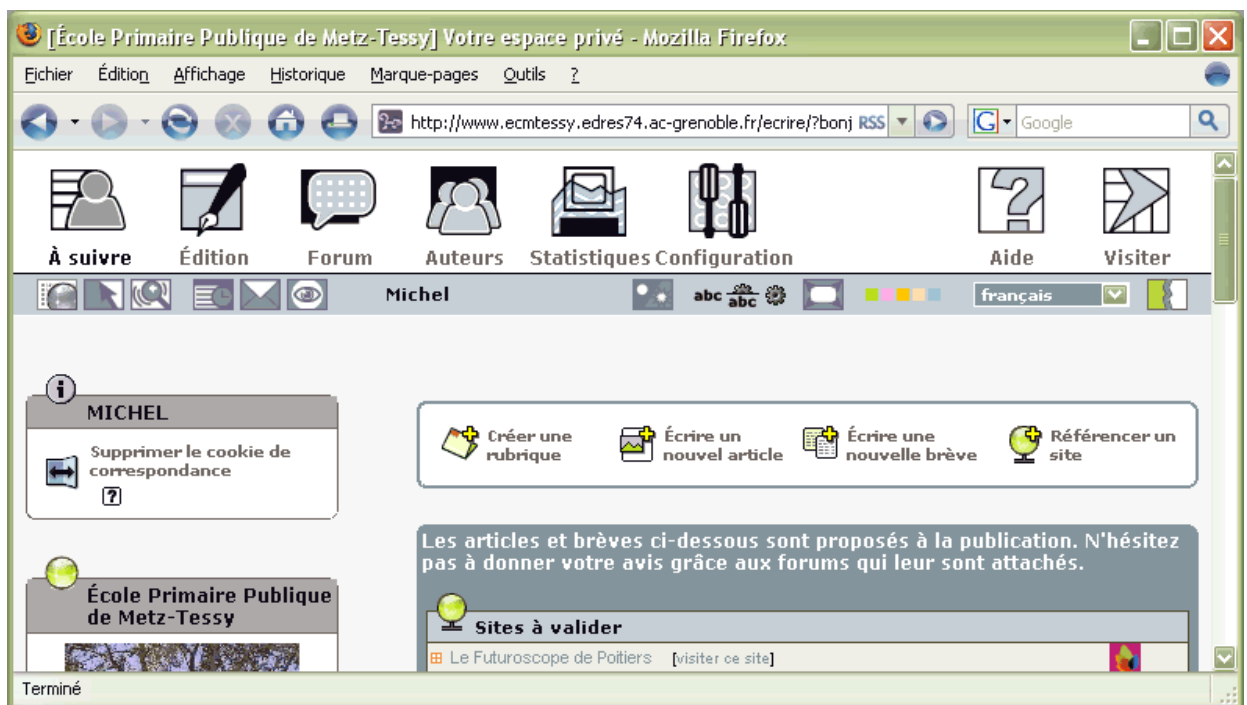 [École Primaire Publique de Metz-Tessy] Votre espace privé - Mozilla Firefox
Fichier Édition Affichage Historique Marque-pages Outils ?
http://www.ecmtessy.edres74.ac-grenoble.fr/ecrire/?bonj RSS G Google
À suivre Édition Forum Auteurs Statistiques Configuration Aide Visiter
Michel abc abc français
MICHEL
Supprimer le cookie de
correspondance
?
Créer une
rubrique
Écrire un
nouvel article
Écrire une
nouvelle brève
Référencer un
site
Les articles et brèves ci-dessous sont proposés à la publication. N'hésitez
pas à donner votre avis grâce aux forums qui leur sont attachés.
École Primaire Publique
de Metz-Tessy
Sites à valider
Le Futuroscope de Poitiers [visiter ce site]
Terminé